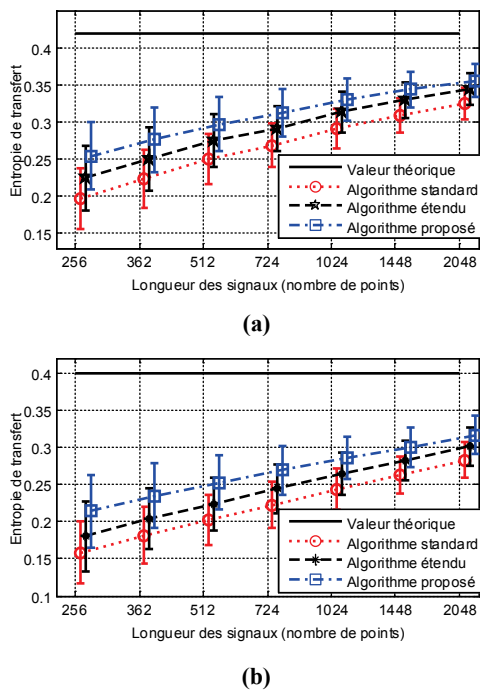 0.4
0.35
0.3
0.25
0.2
0.15
Entropie de transfert
Valeur théorique
Algorithme standard
Algorithme étendu
Algorithme proposé
256 362 512 724 1024 1448 2048
Longueur des signaux (nombre de points)
(a)
0.4
0.35
0.3
0.25
0.2
0.15
0.1
Entropie de transfert
Valeur théorique
Algorithme standard
Algorithme étendu
Algorithme proposé
256 362 512 724 1024 1448 2048
Longueur des signaux (nombre de points)
(b)